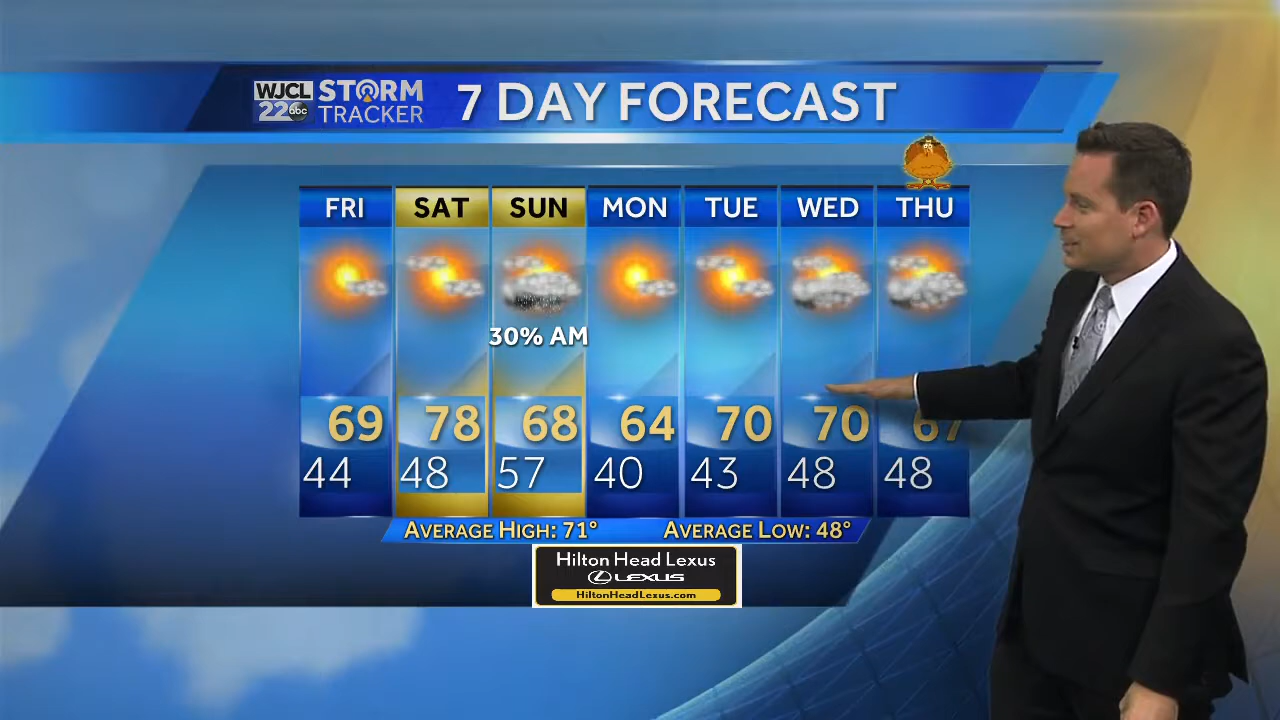 WJCL STORM
22 abc TRACKER
7 DAY FORECAST
FRI SAT SUN MON TUE WED THU
30% AM
69 78 68 64 70 70 67
44 48 57 40 43 48 48
AVERAGE HIGH: 71° AVERAGE LOW: 48°
Hilton Head Lexus
LEXUS
HiltonHeadLexus.com